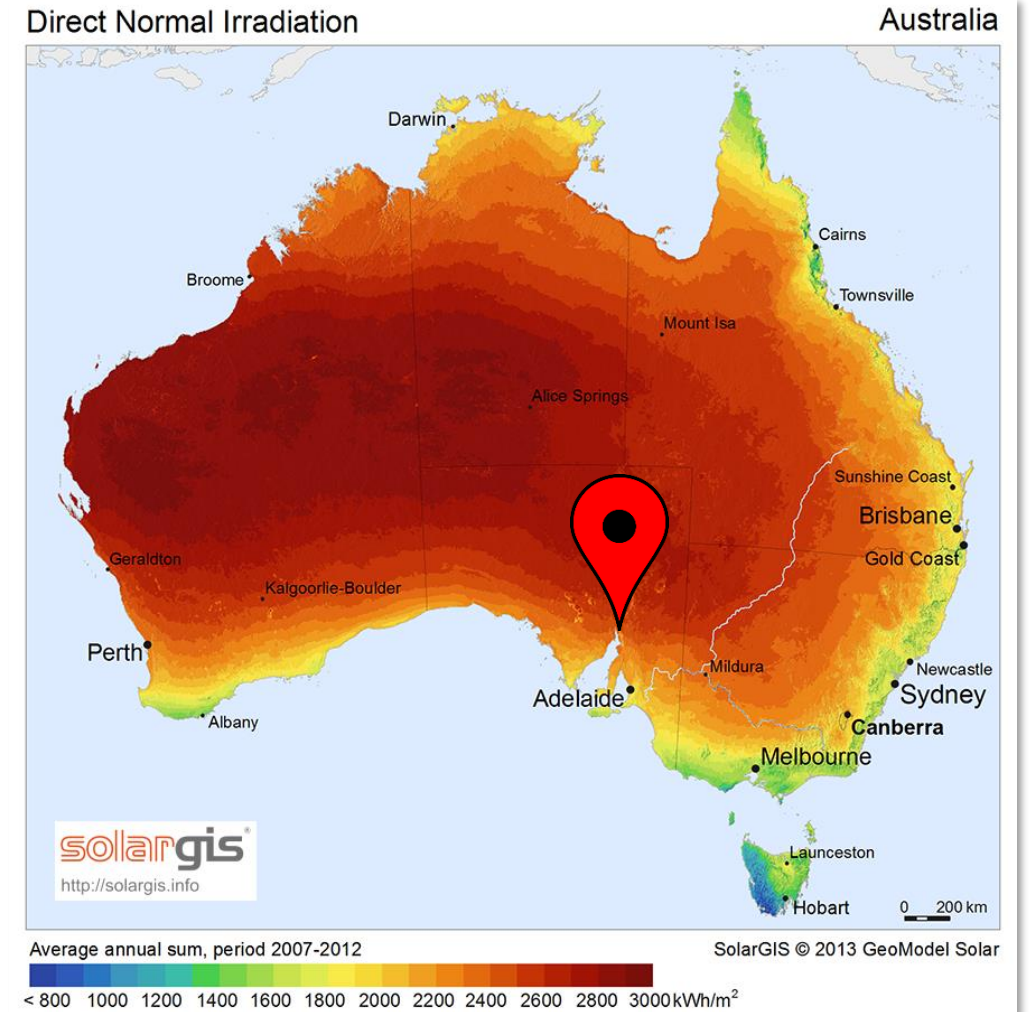 Direct Normal Irradiation
Australia
Darwin
Cairns
Broome
Townsville
Mount Isa
Alice Springs
Sunshine Coast
Brisbane
Gold Coast
Geraldton
Kalgoorlie-Boulder
Perth
Mildura
Newcastle
Adelaide
Sydney
Albany
Canberra
Melbourne
solargis®
http://solargis.info
Launceston
Hobart
0 200 km
Average annual sum, period 2007-2012
SolarGIS © 2013 GeoModel Solar
< 800 1000 1200 1400 1600 1800 2000 2200 2400 2600 2800 3000 kWh/m²